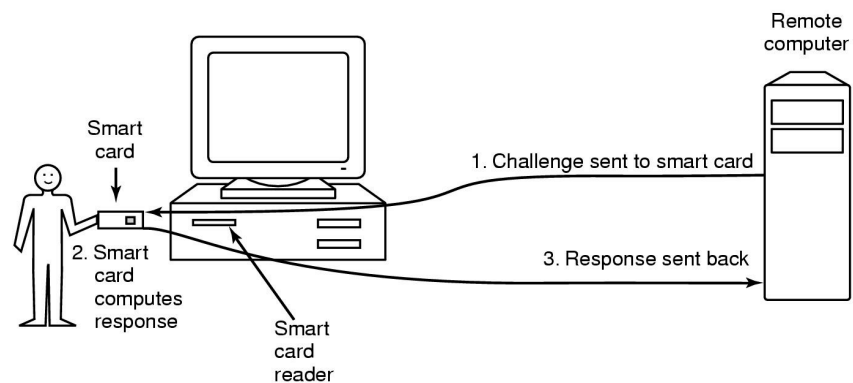 Remote
computer
Smart
card
1. Challenge sent to smart card
2. Smart
card
computes
response
3. Response sent back
Smart
card
reader